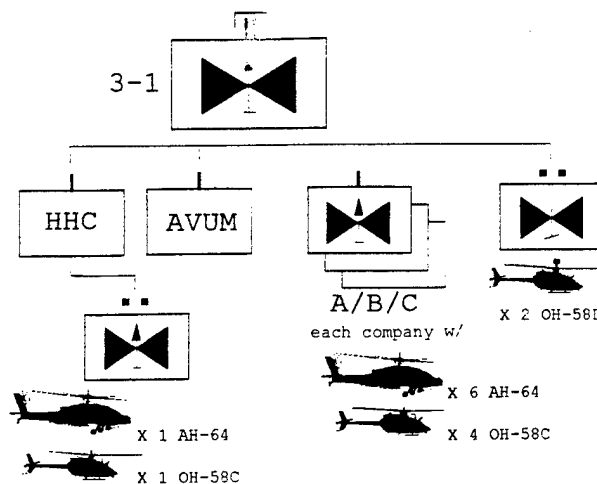 3-1
HHC
AVUM
A/B/C
each company w/
X 2 OH-58D
X 6 AH-64
X 4 OH-58C
X 1 AH-64
X 1 OH-58C